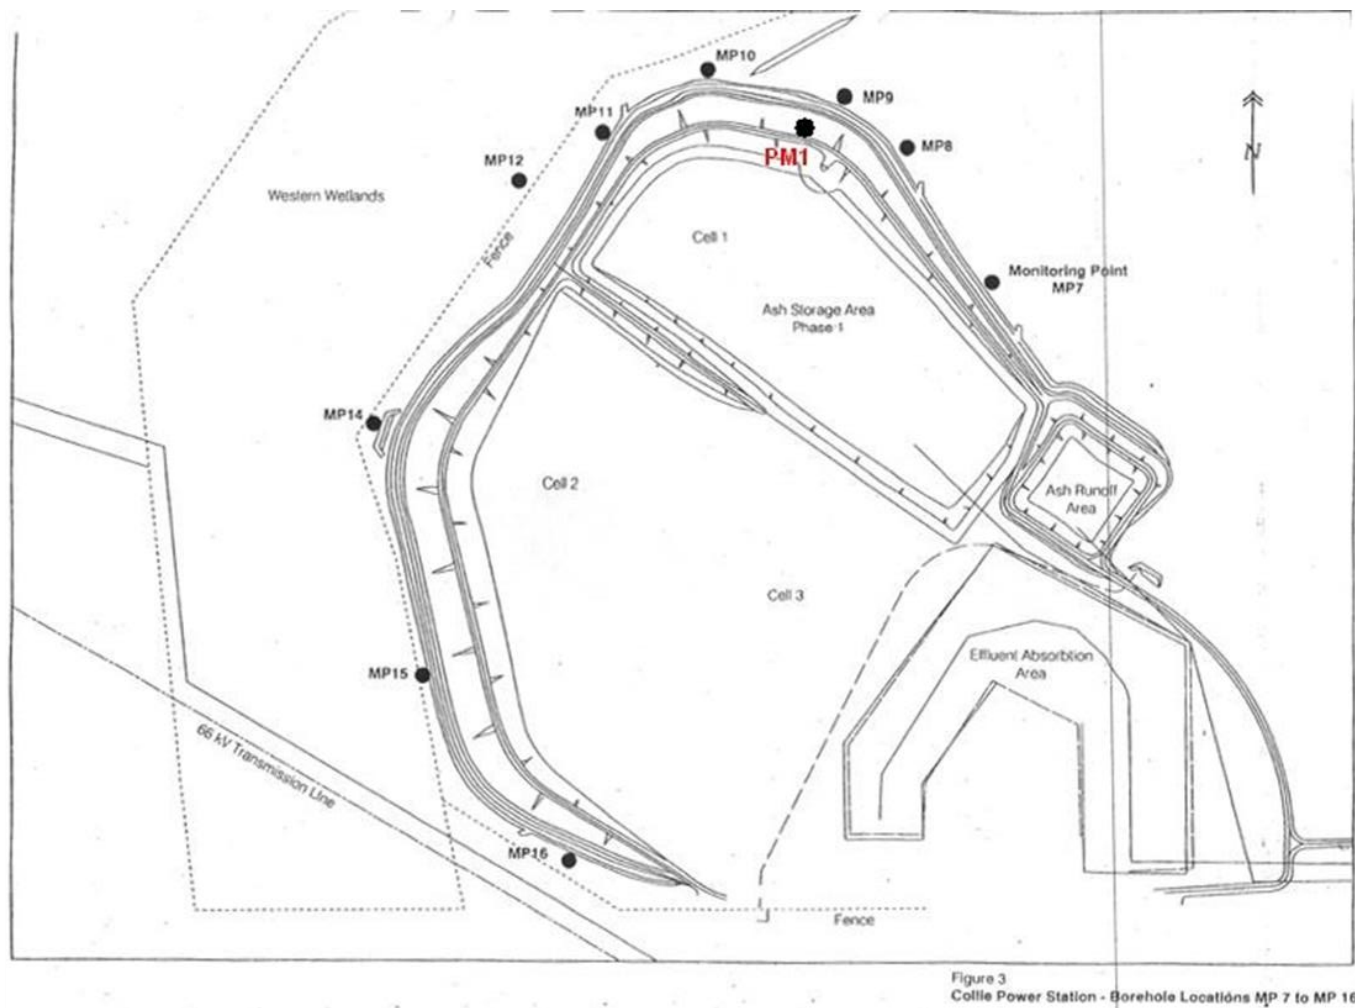 MP10
MP9
MP11
MP8
PM1
MP12
Western Wetlands
N
Fence
Cell 1
Monitoring Point
MP7
Ash Storage Area
Phase 1
MP14
Cell 2
Ash Runoff
Area
Cell 3
Effluent Absorbtion
Area
MP15
66 kV Transmission Line
MP16
Fence
Figure 3
Collie Power Station - Borehole Locations MP 7 to MP 16